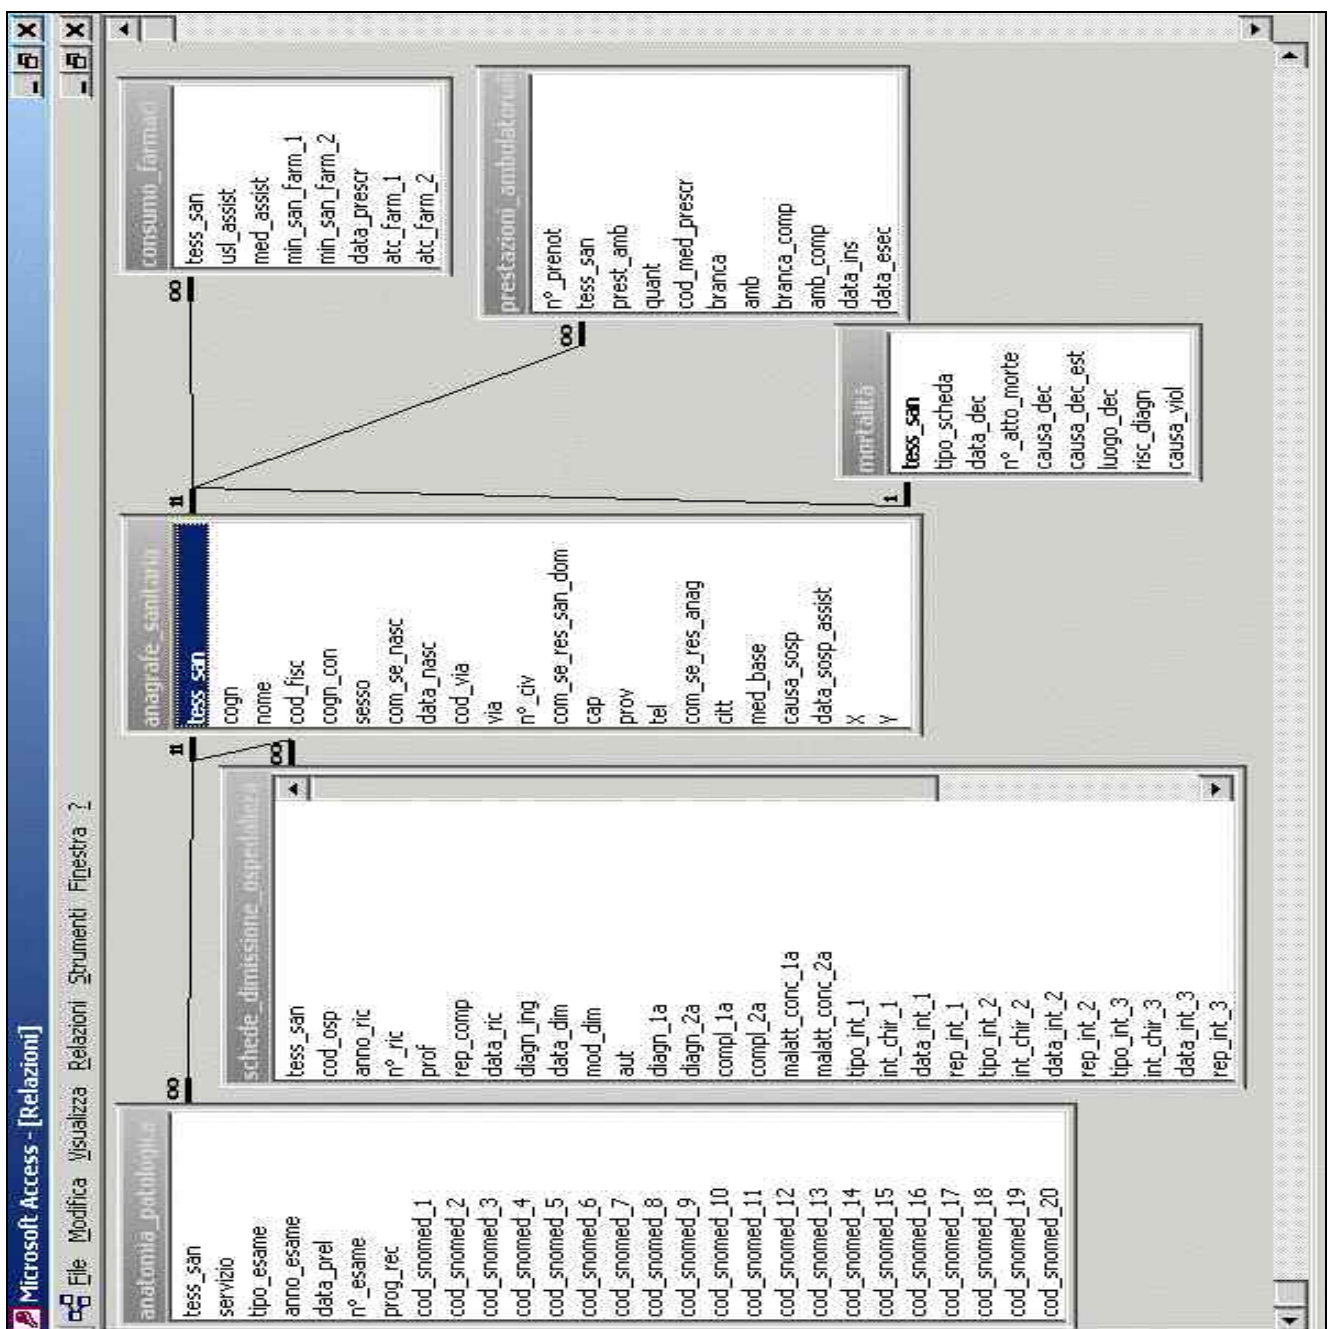 Microsoft Access - [Relazioni]
File Modifica Visualizza Relazioni Strumenti Finestra ?
anatomia_patologica
tess_san
servizio
tipo_esame
anno_esame
data_prel
n°_esame
prog_rec
cod_snomed_1
cod_snomed_2
cod_snomed_3
cod_snomed_4
cod_snomed_5
cod_snomed_6
cod_snomed_7
cod_snomed_8
cod_snomed_9
cod_snomed_10
cod_snomed_11
cod_snomed_12
cod_snomed_13
cod_snomed_14
cod_snomed_15
cod_snomed_16
cod_snomed_17
cod_snomed_18
cod_snomed_19
cod_snomed_20
∞
schede_dimissione_ospedaliera
tess_san
cod_osp
anno_ric
n°_ric
prof
rep_comp
data_ric
diagn_ing
data_dim
mod_dim
aut
diagn_1a
diagn_2a
compl_1a
compl_2a
malatt_conc_1a
malatt_conc_2a
tipo_int_1
int_chir_1
data_int_1
rep_int_1
tipo_int_2
int_chir_2
data_int_2
rep_int_2
tipo_int_3
int_chir_3
data_int_3
rep_int_3
∞
anagrafe_sanitaria
tess_san
cogn
nome
cod_fisc
cogn_con
sesso
com_se_nasc
data_nasc
cod_via
via
n°_civ
com_se_res_san_dom
cap
prov
tel
com_se_res_anag
citt
med_base
causa_sosp
data_sosp_assist
X
Y
∞
consumo_farmaci
tess_san
usl_assist
med_assist
min_san_farm_1
min_san_farm_2
data_prescr
atc_farm_1
atc_farm_2
∞
prestazioni_ambulatoriali
n°_prenot
tess_san
prest_amb
quant
cod_med_prescr
branca
amb
branca_comp
amb_comp
data_ins
data_esec
1
mortalità
tess_san
tipo_scheda
data_dec
n°_atto_morte
causa_dec
causa_dec_est
luogo_dec
risc_diagn
causa_viol